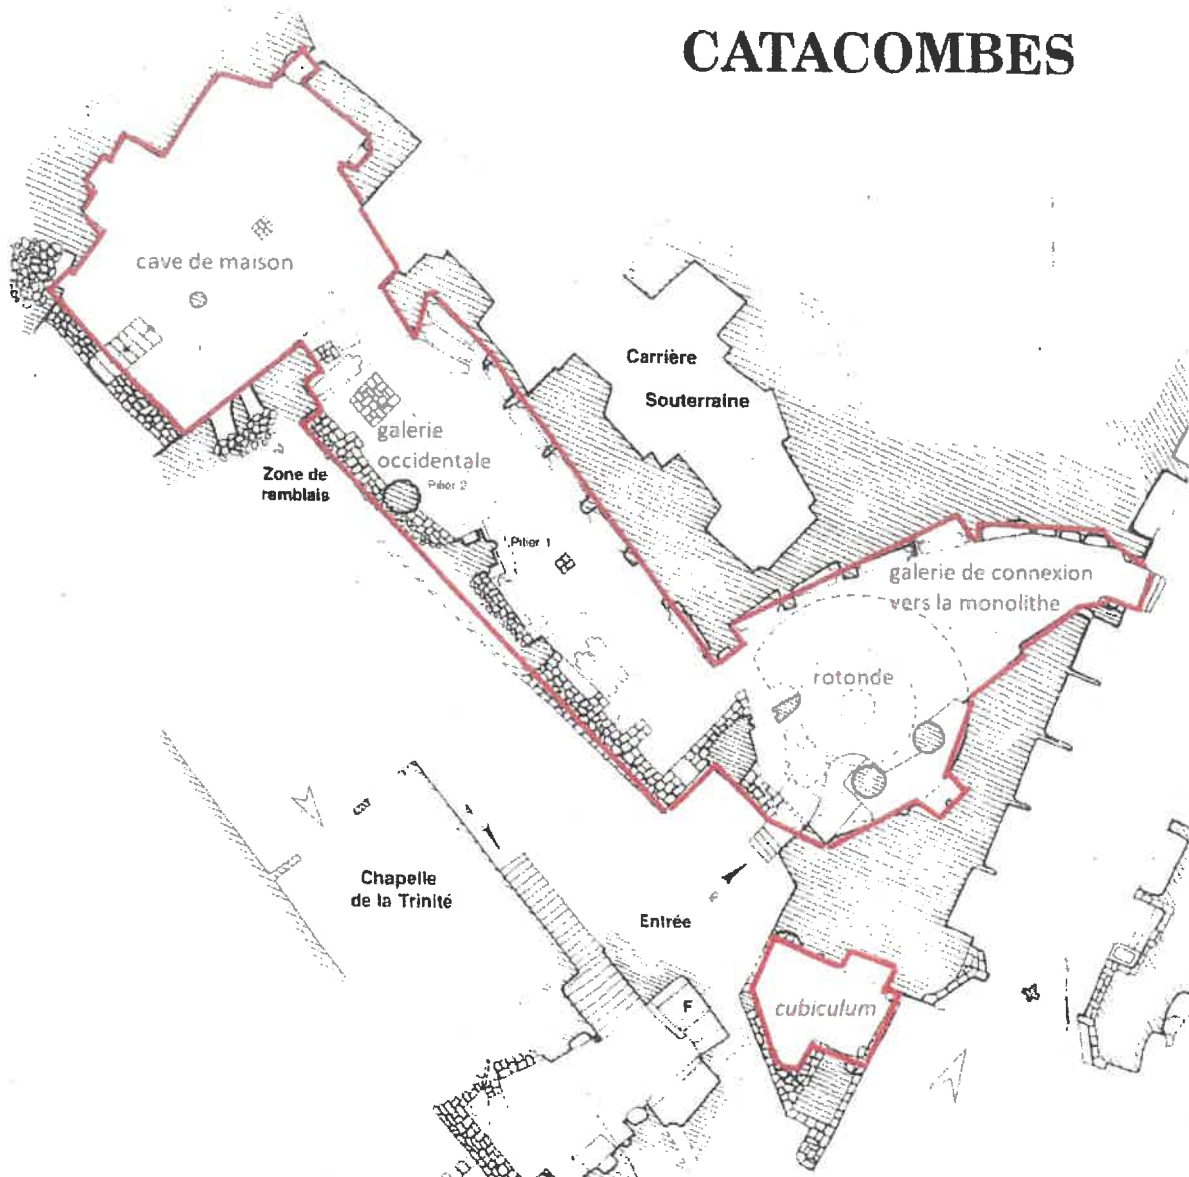 CATACOMBES
cave de maison
Carrière
Souterraine
galerie
occidentale
Pilier 2
Zone de
remblais
Pilier 1
galerie de connexion
vers la monolithe
rotonde
Chapelle
de la Trinité
Entrée
F
cubiculum